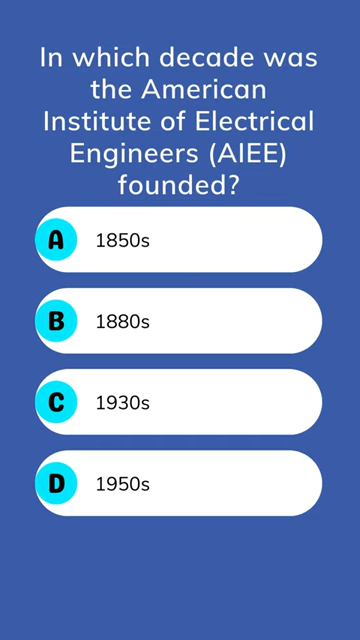 In which decade was
the American
Institute of Electrical
Engineers (AIEE)
founded?
A 1850s
B 1880s
C 1930s
D 1950s